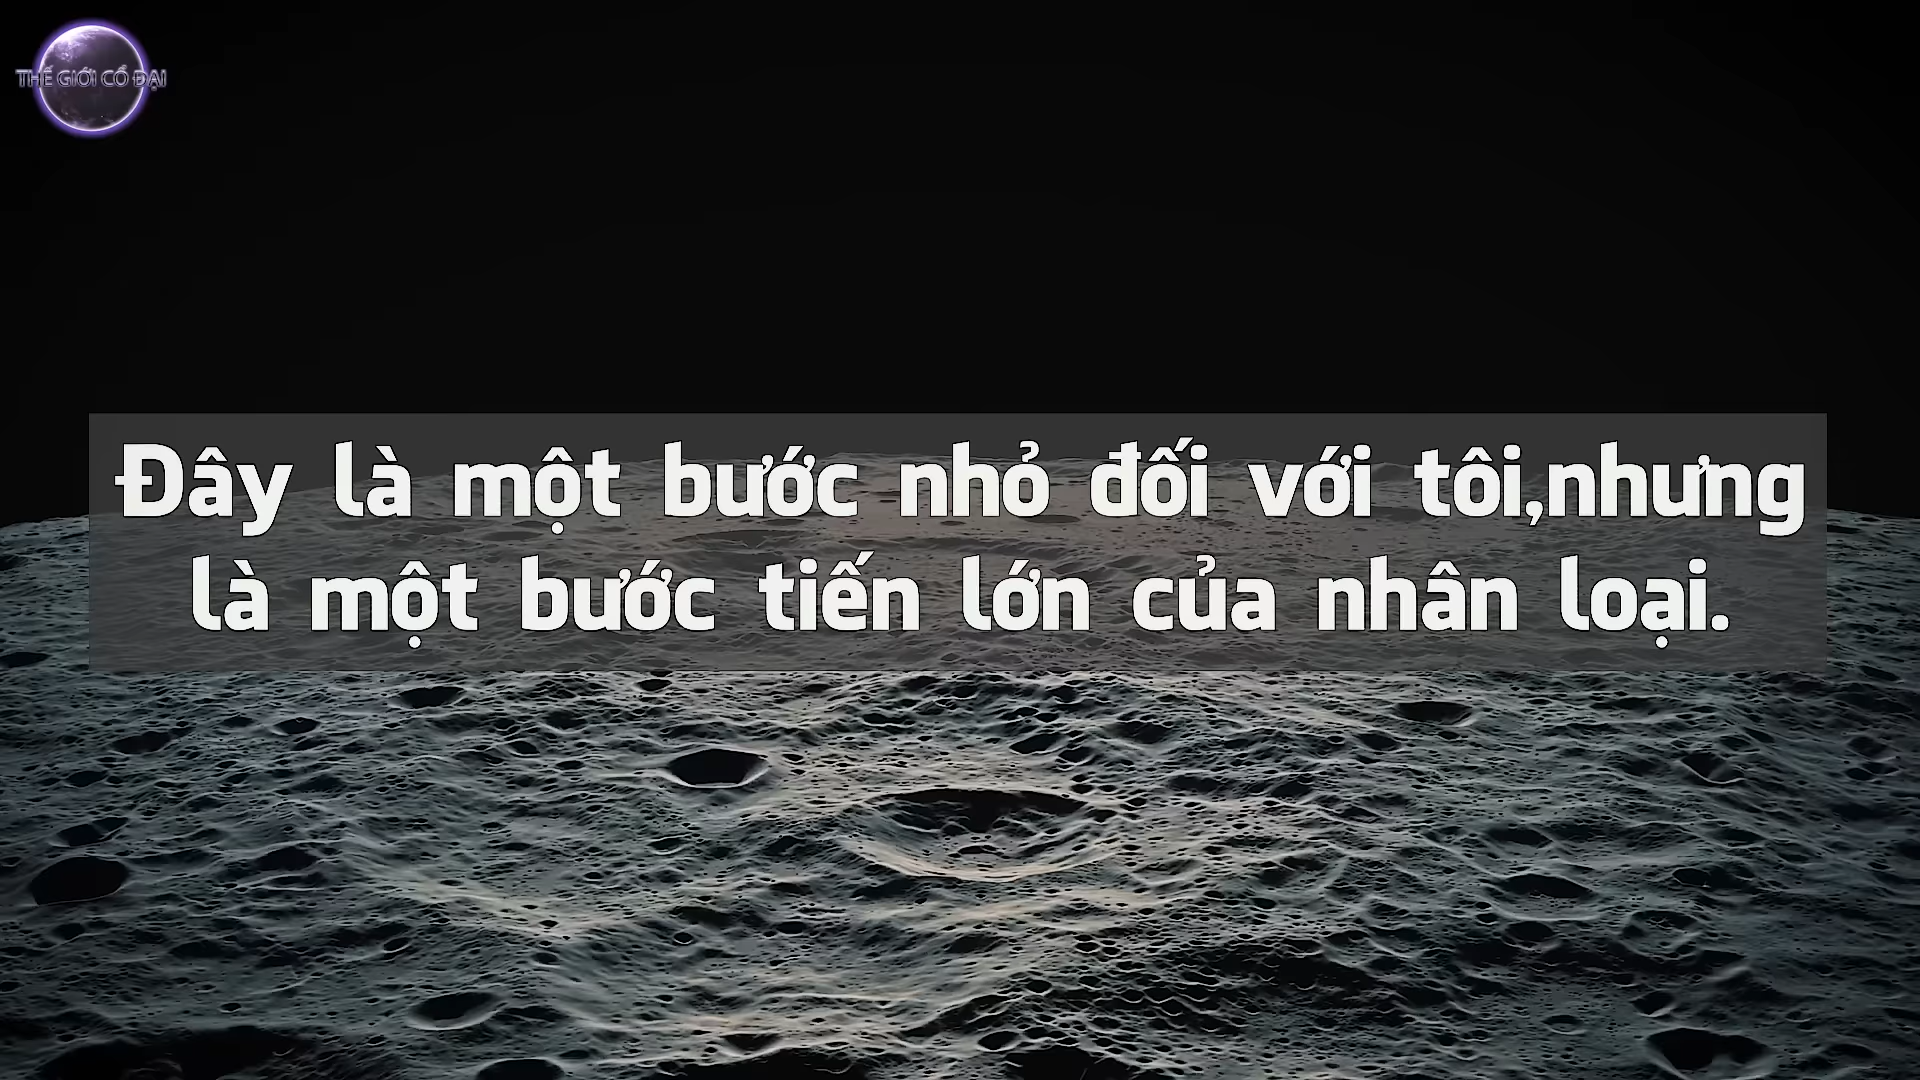 THẾ GIỚI CỔ ĐẠI
Đây là một bước nhỏ đối với tôi,nhưng
là một bước tiến lớn của nhân loại.